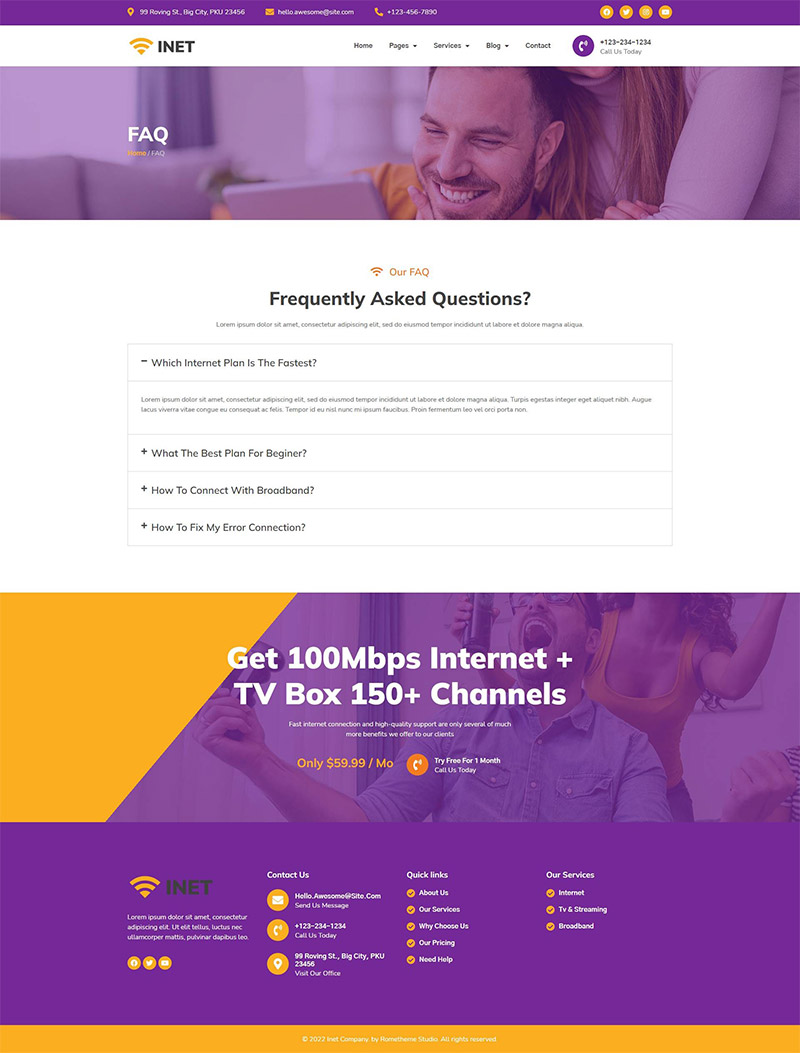 99 Roving St., Big City, PKU 23456 hello.awesome@site.com +123-456-7890
INET Home Pages Services Blog Contact +123-234-1234
Call Us Today
FAQ
Home / FAQ
Our FAQ
Frequently Asked Questions?
Lorem ipsum dolor sit amet, consectetur adipiscing elit, sed do eiusmod tempor incididunt ut labore et dolore magna aliqua.
Which Internet Plan Is The Fastest?
Lorem ipsum dolor sit amet, consectetur adipiscing elit, sed do eiusmod tempor incididunt ut labore et dolore magna aliqua. Turpis egestas integer eget aliquet nibh. Augue
lacus viverra vitae congue eu consequat ac felis. Tempor id eu nisl nunc mi ipsum faucibus. Proin fermentum leo vel orci porta non.
What The Best Plan For Beginer?
How To Connect With Broadband?
How To Fix My Error Connection?
Get 100Mbps Internet +
TV Box 150+ Channels
Fast internet connection and high-quality support are only several of much
more benefits we offer to our clients
Only $59.99 / Mo
Try Free For 1 Month
Call Us Today
INET
Lorem ipsum dolor sit amet, consectetur
adipiscing elit. Ut elit tellus, luctus nec
ullamcorper mattis, pulvinar dapibus leo.
Contact Us
Hello.Awesome@Site.Com
Send Us Message
+123-234-1234
Call Us Today
99 Roving St., Big City, PKU
23456
Visit Our Office
Quick links
About Us
Our Services
Why Choose Us
Our Pricing
Need Help
Our Services
Internet
Tv & Streaming
Broadband
© 2022 Inet Company. by Rometheme Studio. All rights reserved